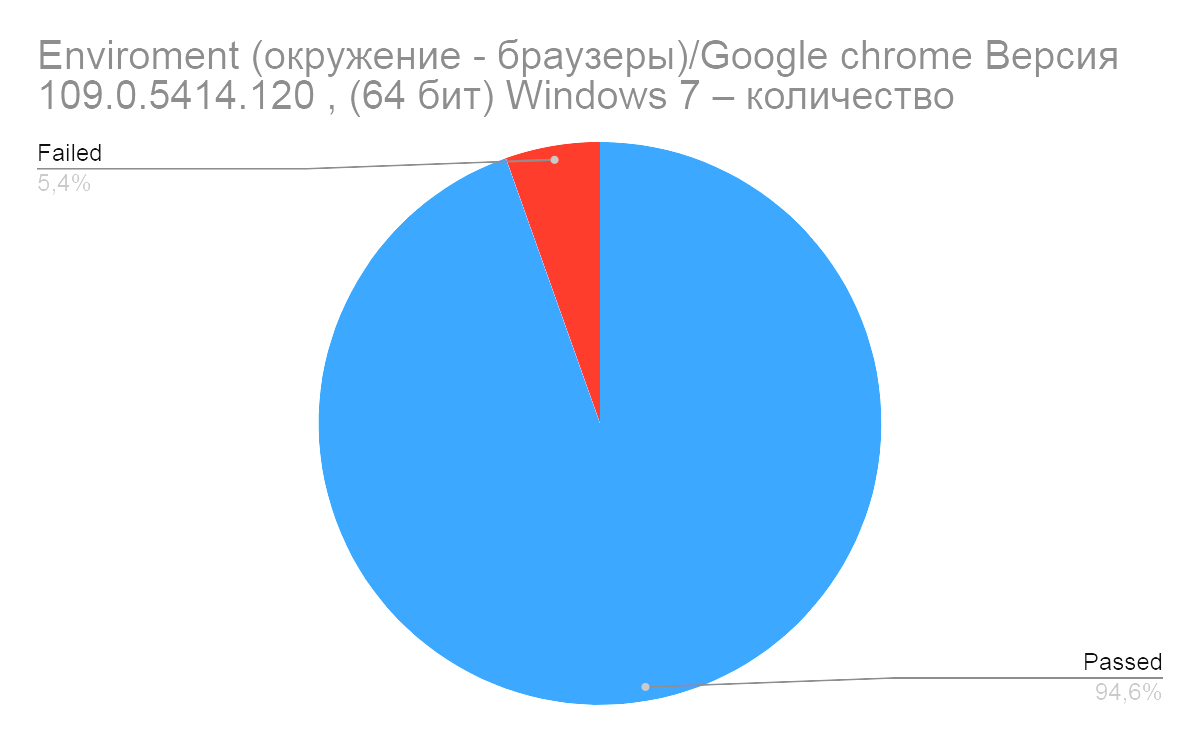 Enviroment (окружение - браузеры)/Google chrome Версия
109.0.5414.120 , (64 бит) Windows 7 – количество
Failed
5,4%
Passed
94,6%